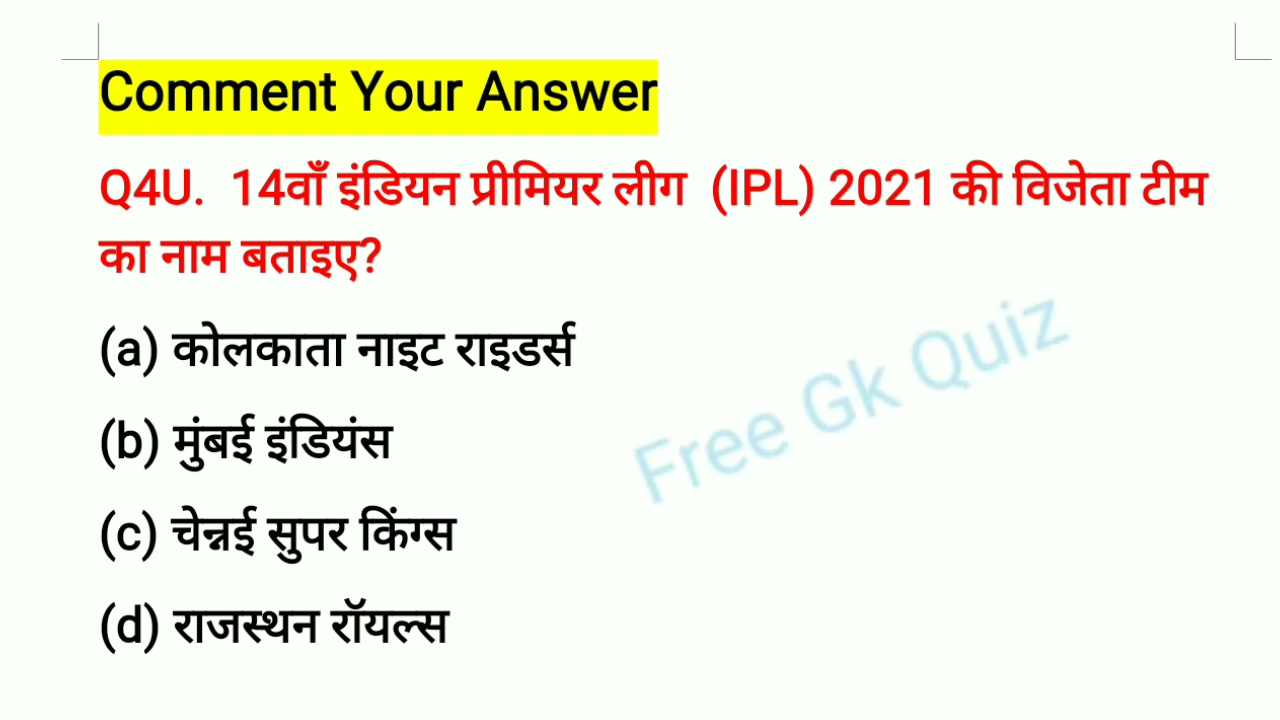 Comment Your Answer
Q4U. 14वाँ इंडियन प्रीमियर लीग (IPL) 2021 की विजेता टीम
का नाम बताइए?
(a) कोलकाता नाइट राइडर्स
(b) मुंबई इंडियंस
(c) चेन्नई सुपर किंग्स
(d) राजस्थन रॉयल्स
Free Gk Quiz